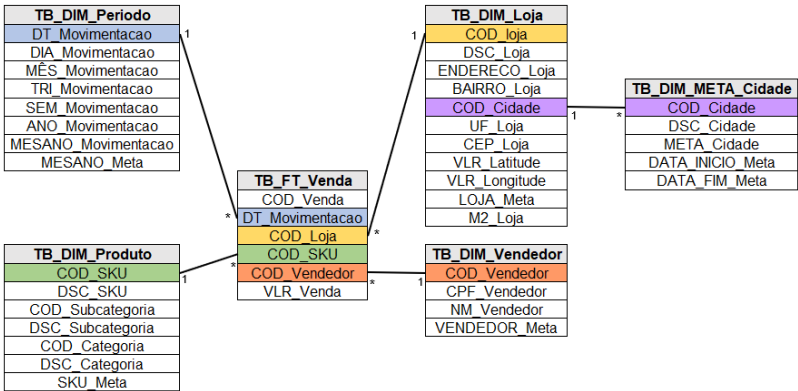 TB_DIM_Periodo
DT_Movimentacao
DIA_Movimentacao
MÊS_Movimentacao
TRI_Movimentacao
SEM_Movimentacao
ANO_Movimentacao
MESANO_Movimentacao
MESANO_Meta
1
*
TB_DIM_Loja
COD_loja
DSC_Loja
ENDERECO_Loja
BAIRRO_Loja
COD_Cidade
UF_Loja
CEP_Loja
VLR_Latitude
VLR_Longitude
LOJA_Meta
M2_Loja
1
*
1
*
TB_DIM_META_Cidade
COD_Cidade
DSC_Cidade
META_Cidade
DATA_INICIO_Meta
DATA_FIM_Meta
TB_FT_Venda
COD_Venda
DT_Movimentacao
COD_Loja
COD_SKU
COD_Vendedor
VLR_Venda
TB_DIM_Produto
COD_SKU
DSC_SKU
COD_Subcategoria
DSC_Subcategoria
COD_Categoria
DSC_Categoria
SKU_Meta
1
*
TB_DIM_Vendedor
COD_Vendedor
CPF_Vendedor
NM_Vendedor
VENDEDOR_Meta
1
*